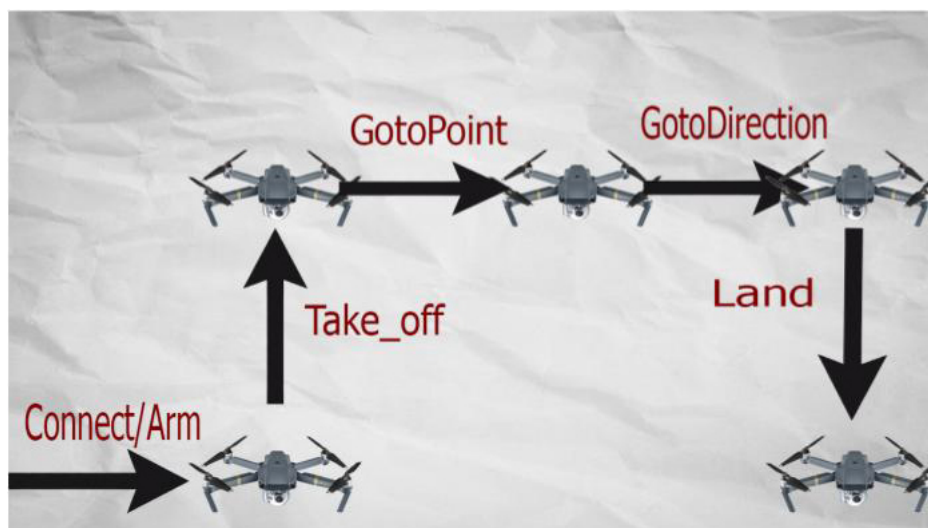 GotoPoint
GotoDirection
Take_off
Land
Connect/Arm